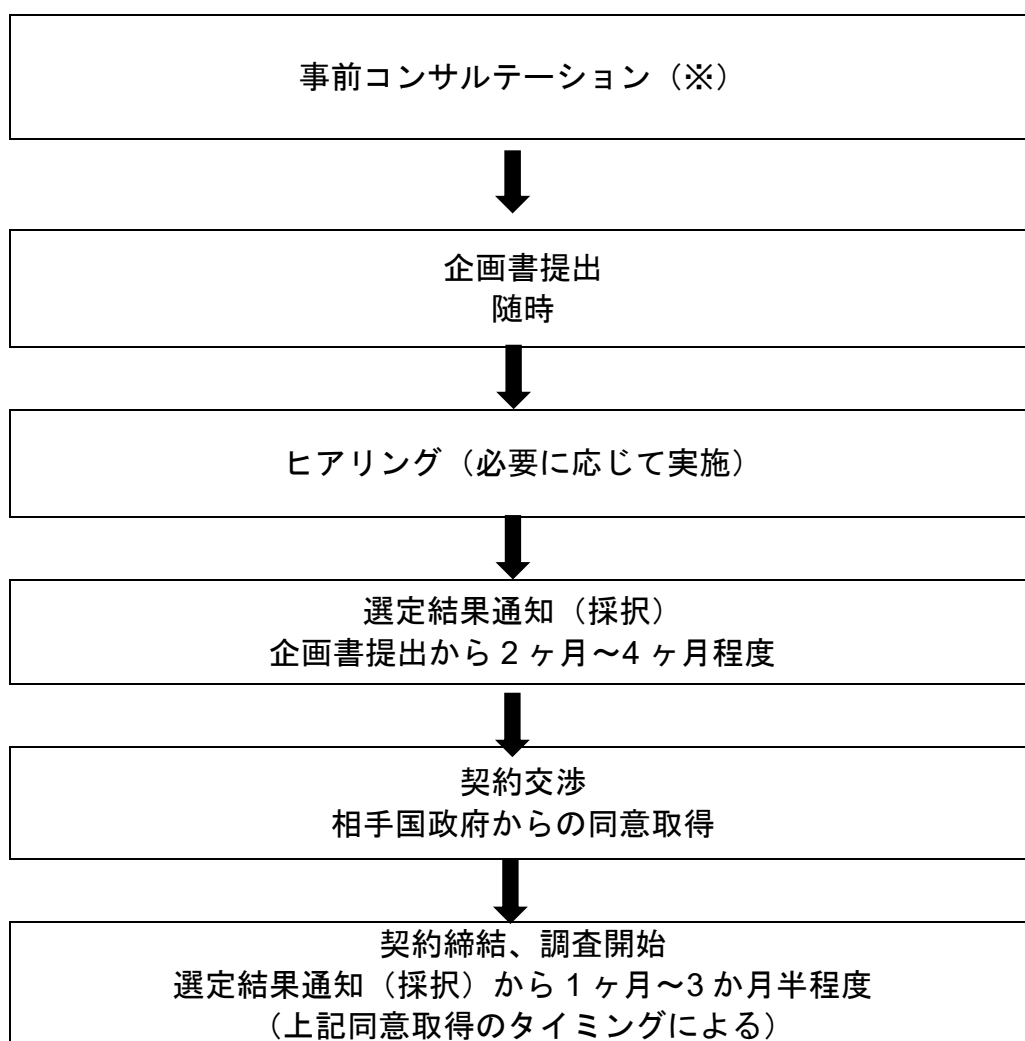 事前コンサルテーション（※）
企画書提出
随時
ヒアリング（必要に応じて実施）
選定結果通知（採択）
企画書提出から 2 ヶ月～4 ヶ月程度
契約交渉
相手国政府からの同意取得
契約締結、調査開始
選定結果通知（採択）から 1 ヶ月～3 か月半程度
（上記同意取得のタイミングによる）